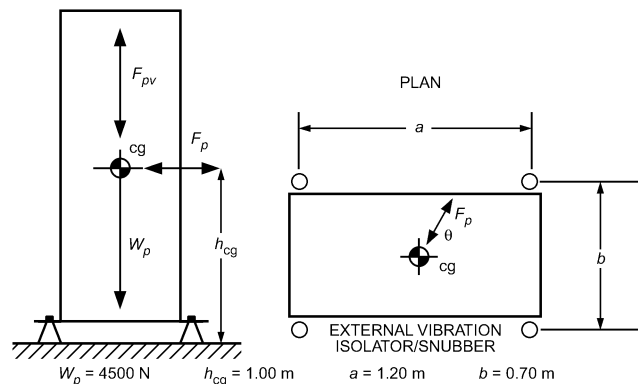 F_pv
F_p
cg
W_p
h_cg
PLAN
a
F_p
θ
cg
b
EXTERNAL VIBRATION
ISOLATOR/SNUBBER
W_p = 4500 N h_cg = 1.00 m a = 1.20 m b = 0.70 m